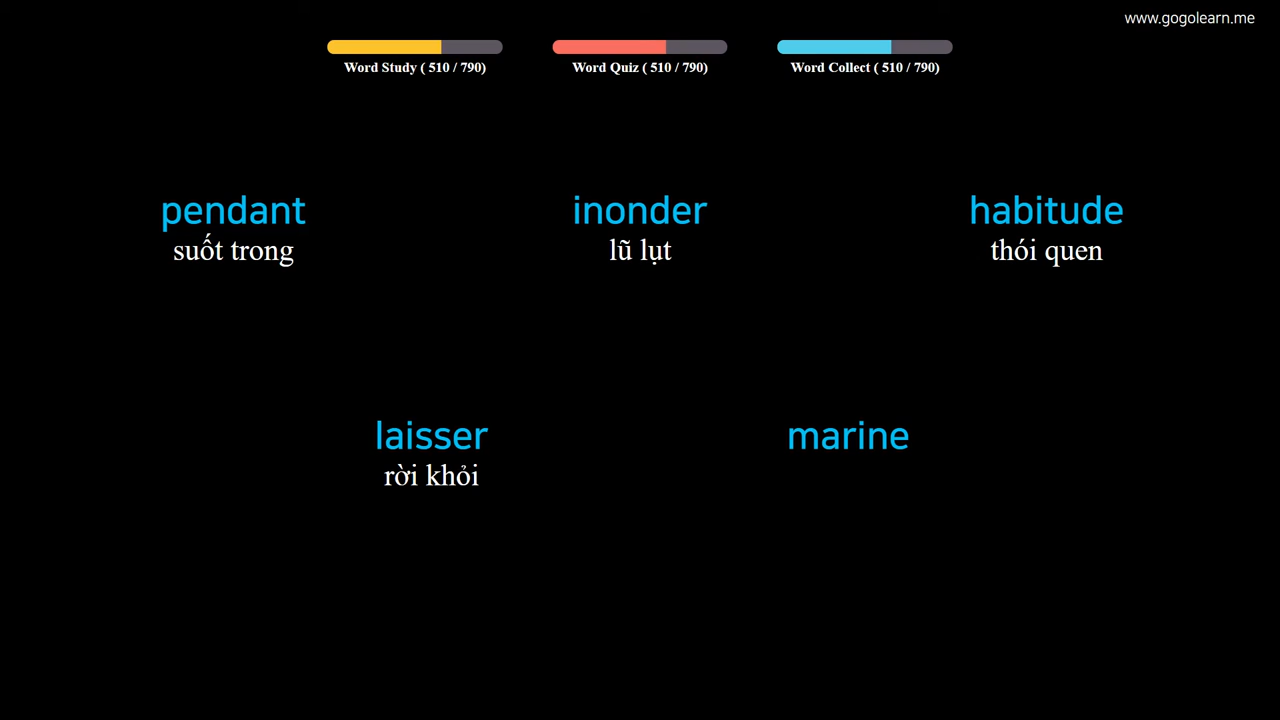 www.gogolearn.me
Word Study ( 510 / 790)
Word Quiz ( 510 / 790)
Word Collect ( 510 / 790)
pendant
suốt trong
inonder
lũ lụt
habitude
thói quen
laisser
rời khỏi
marine